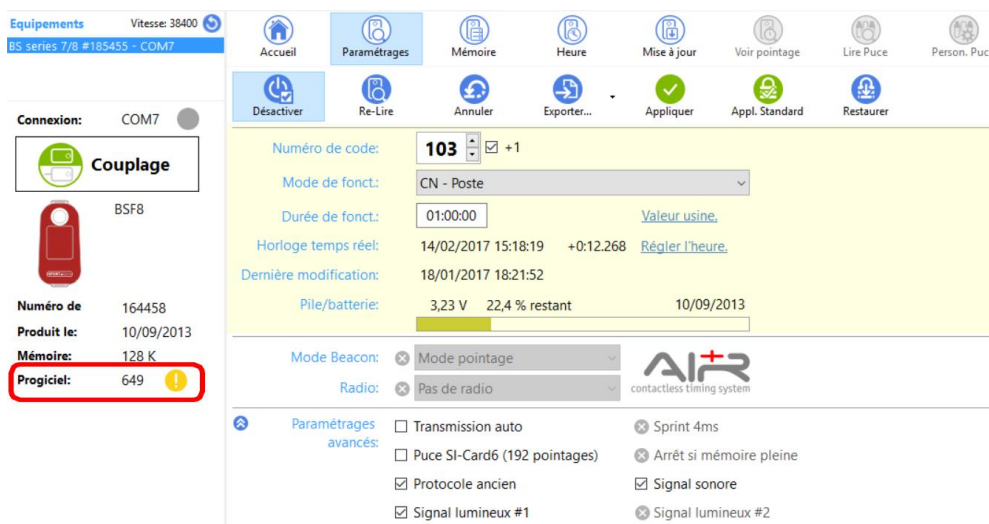 Equipements Vitesse: 38400
BS series 7/8 #185455 - COM7
Connexion: COM7
Couplage
BSF8
Numéro de 164458
Produit le: 10/09/2013
Mémoire: 128 K
Progiciel: 649
Accueil Paramétrages Mémoire Heure Mise à jour Voir pointage Lire Puce Person. Puc
Désactiver Re-Lire Annuler Exporter... Appliquer Appl. Standard Restaurer
Numéro de code: 103 +1
Mode de fonct.: CN - Poste
Durée de fonct.: 01:00:00 Valeur usine.
Horloge temps réel: 14/02/2017 15:18:19 +0:12.268 Régler l'heure.
Dernière modification: 18/01/2017 18:21:52
Pile/batterie: 3,23 V 22,4 % restant 10/09/2013
Mode Beacon: Mode pointage
Radio: Pas de radio
AIR+
contactless timing system
Paramétrages avancés:
Transmission auto Sprint 4ms
Puce SI-Card6 (192 pointages) Arrêt si mémoire pleine
Protocole ancien Signal sonore
Signal lumineux #1 Signal lumineux #2